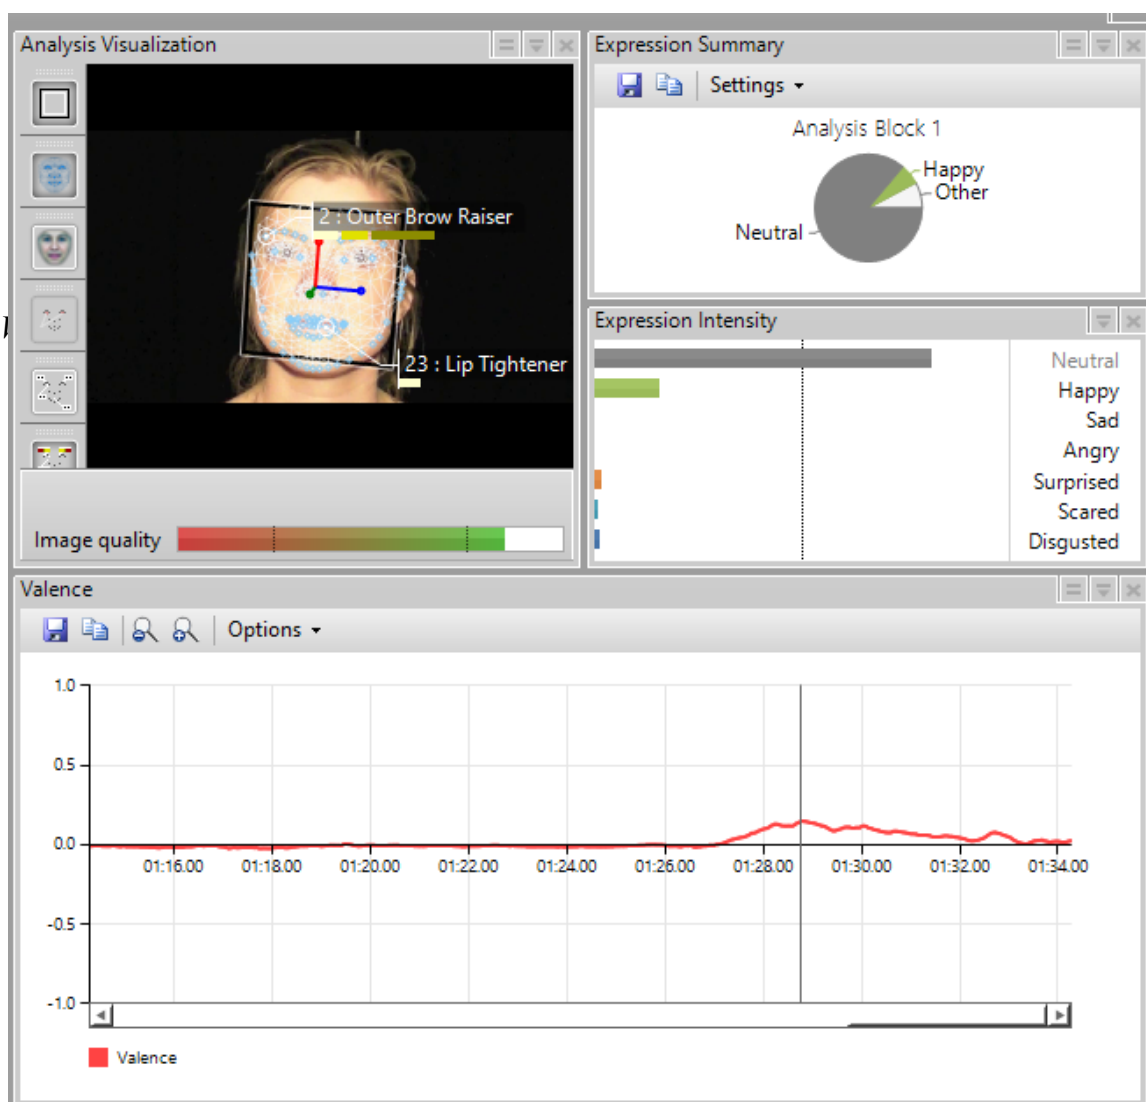 Analysis Visualization
2 : Outer Brow Raiser
23 : Lip Tightener
Image quality
Expression Summary
Settings
Analysis Block 1
Happy
Other
Neutral
Expression Intensity
Neutral
Happy
Sad
Angry
Surprised
Scared
Disgusted
Valence
Options
1.0
0.5
0.0
-0.5
-1.0
01:16.00 01:18.00 01:20.00 01:22.00 01:24.00 01:26.00 01:28.00 01:30.00 01:32.00 01:34.00
Valence